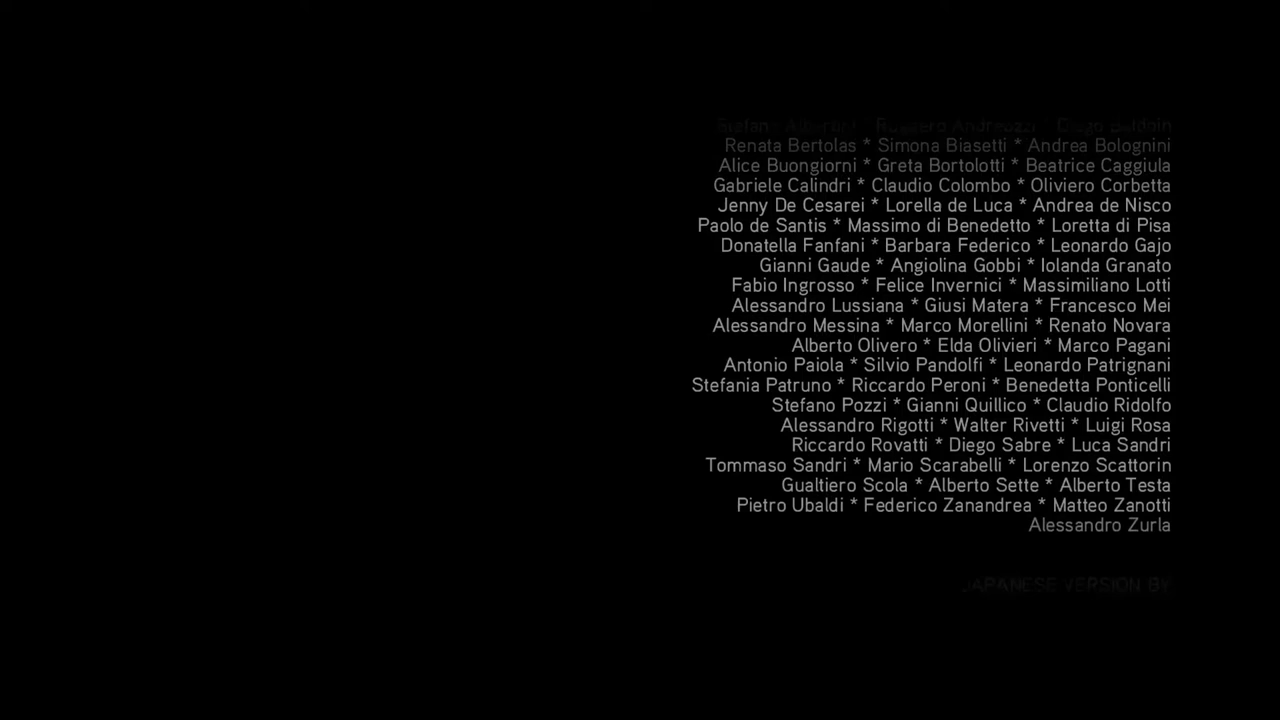 Stefano Albertini * Ruggero Andreozzi * Diego Baldoin
Renata Bertolas * Simona Biasetti * Andrea Bolognini
Alice Buongiorni * Greta Bortolotti * Beatrice Caggiula
Gabriele Calindri * Claudio Colombo * Oliviero Corbetta
Jenny De Cesarei * Lorella de Luca * Andrea de Nisco
Paolo de Santis * Massimo di Benedetto * Loretta di Pisa
Donatella Fanfani * Barbara Federico * Leonardo Gajo
Gianni Gaude * Angiolina Gobbi * Iolanda Granato
Fabio Ingrosso * Felice Invernici * Massimiliano Lotti
Alessandro Lussiana * Giusi Matera * Francesco Mei
Alessandro Messina * Marco Morellini * Renato Novara
Alberto Olivero * Elda Olivieri * Marco Pagani
Antonio Paiola * Silvio Pandolfi * Leonardo Patrignani
Stefania Patruno * Riccardo Peroni * Benedetta Ponticelli
Stefano Pozzi * Gianni Quillico * Claudio Ridolfo
Alessandro Rigotti * Walter Rivetti * Luigi Rosa
Riccardo Rovatti * Diego Sabre * Luca Sandri
Tommaso Sandri * Mario Scarabelli * Lorenzo Scattorin
Gualtiero Scola * Alberto Sette * Alberto Testa
Pietro Ubaldi * Federico Zanandrea * Matteo Zanotti
Alessandro Zurla
JAPANESE VERSION BY